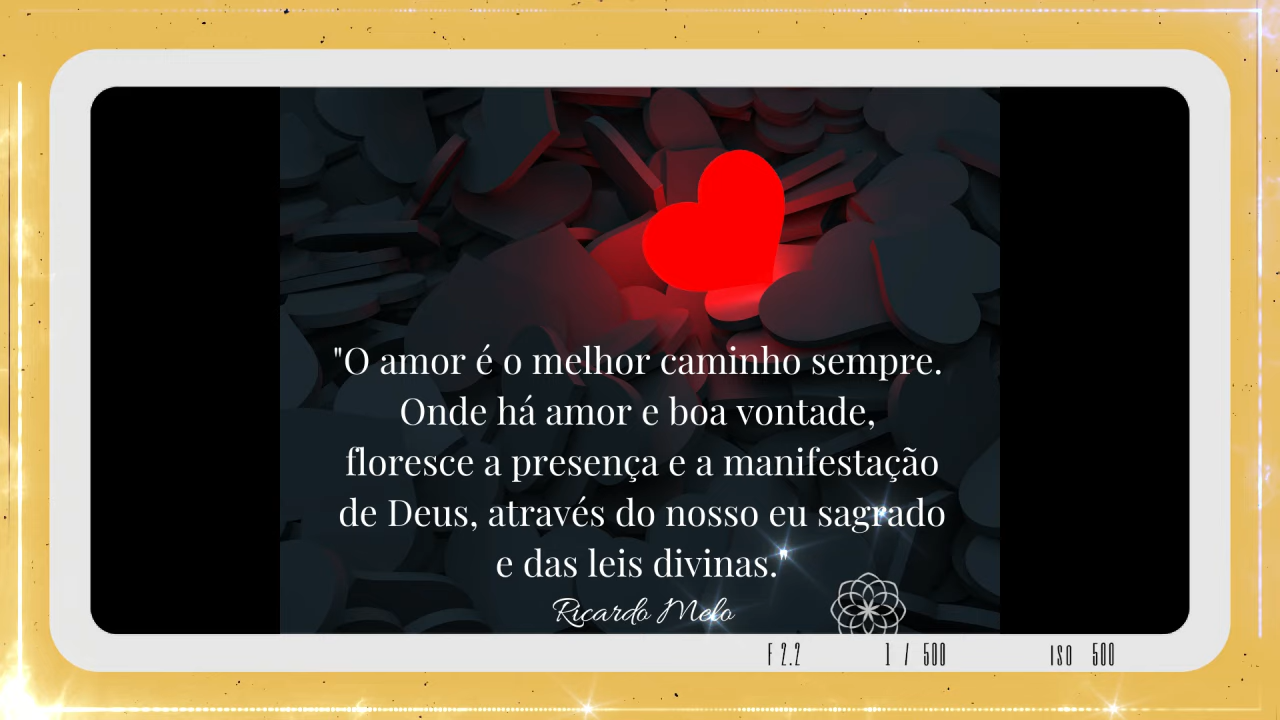 "O amor é o melhor caminho sempre.
Onde há amor e boa vontade,
floresce a presença e a manifestação
de Deus, através do nosso eu sagrado
e das leis divinas."
Ricardo Melo
F 2.2 1 / 500 ISO 500